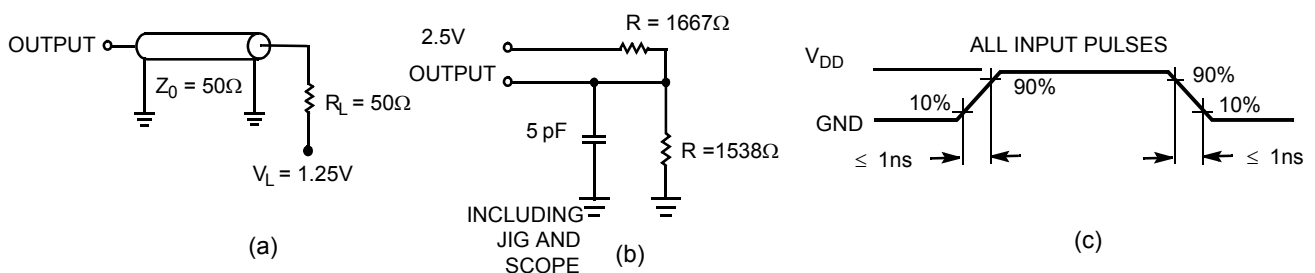 OUTPUT
Z0 = 50Ω
RL = 50Ω
VL = 1.25V
(a)
R = 1667Ω
2.5V
OUTPUT
5 pF
R =1538Ω
INCLUDING
JIG AND
SCOPE
(b)
ALL INPUT PULSES
VDD
90%
10%
GND
90%
10%
≤ 1ns
≤ 1ns
(c)